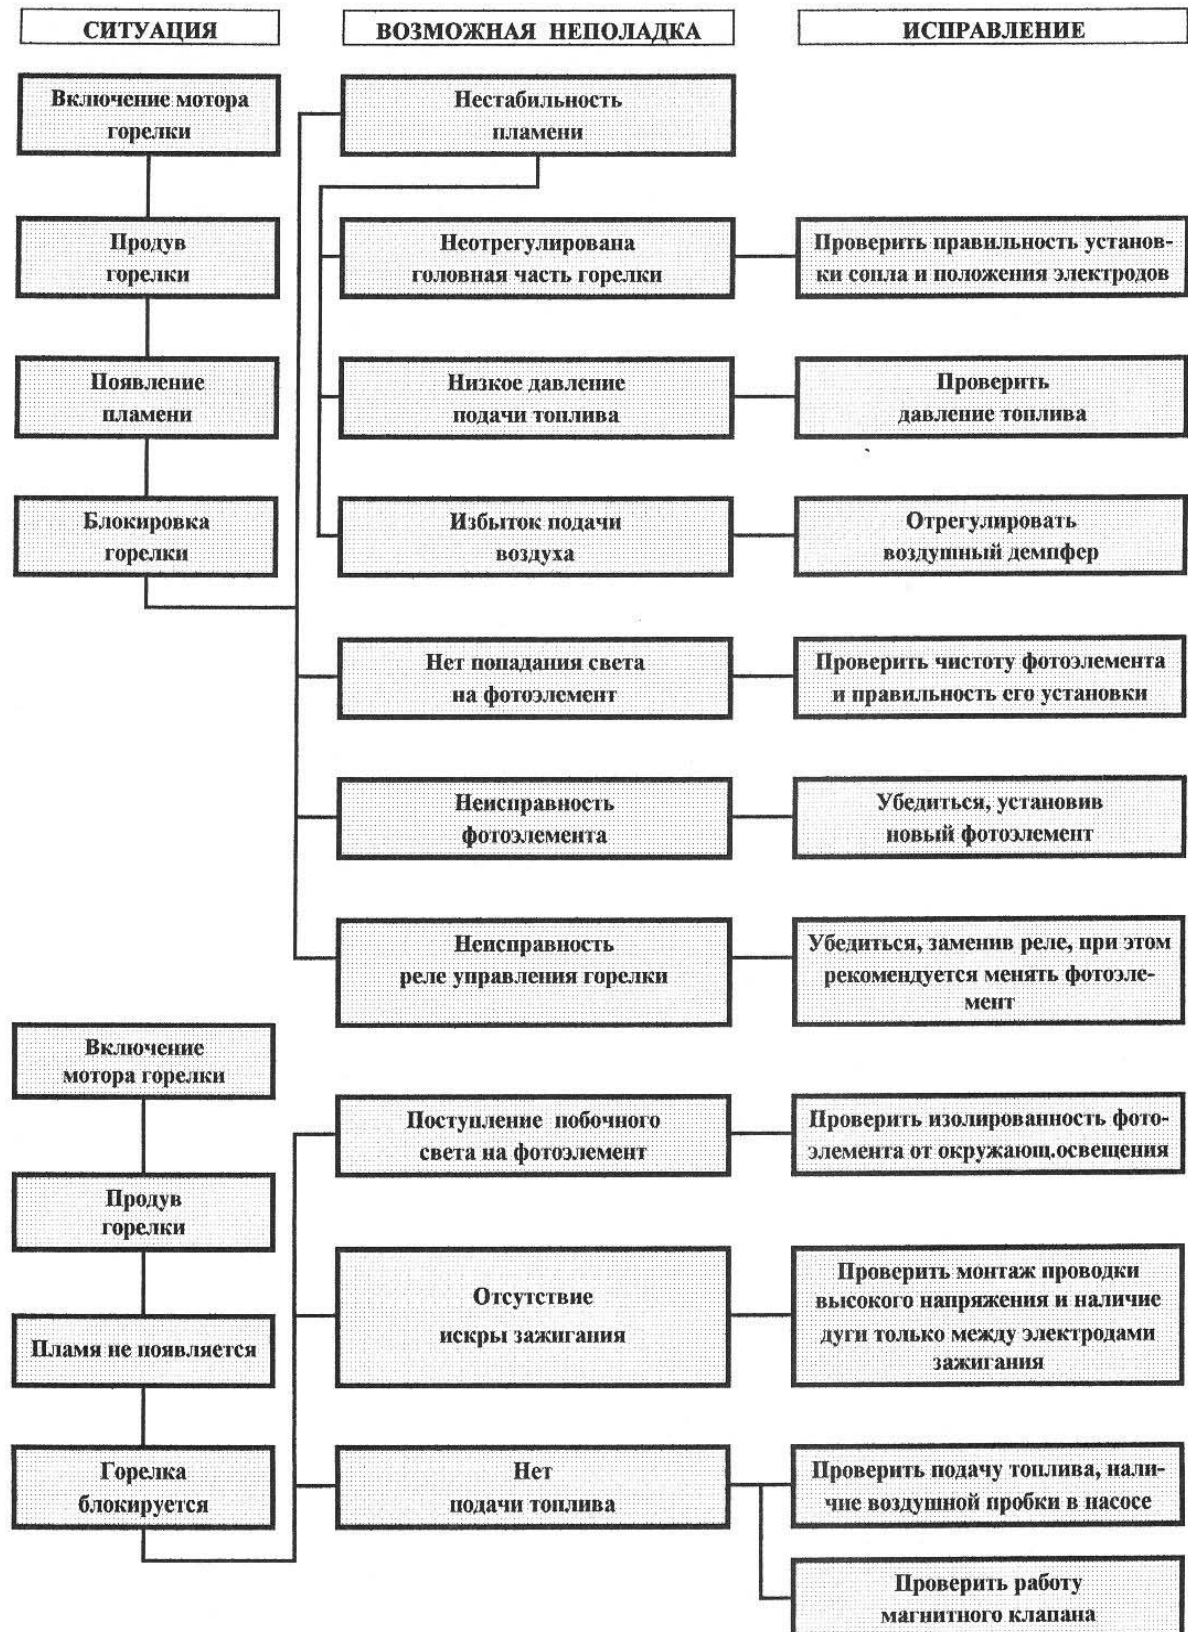 СИТУАЦИЯ
ВОЗМОЖНАЯ НЕПОЛАДКА
ИСПРАВЛЕНИЕ
Включение мотора
горелки
Нестабильность
пламени
Продув
горелки
Неотрегулирована
головная часть горелки
Проверить правильность установ-
ки сопла и положения электродов
Появление
пламени
Низкое давление
подачи топлива
Проверить
давление топлива
Блокировка
горелки
Избыток подачи
воздуха
Отрегулировать
воздушный демпфер
Нет попадания света
на фотоэлемент
Проверить чистоту фотоэлемента
и правильность его установки
Неисправность
фотоэлемента
Убедиться, установив
новый фотоэлемент
Неисправность
реле управления горелки
Убедиться, заменив реле, при этом
рекомендуется менять фотоэле-
мент
Включение
мотора горелки
Поступление побочного
света на фотоэлемент
Проверить изолированность фото-
элемента от окружающ.освещения
Продув
горелки
Отсутствие
искры зажигания
Проверить монтаж проводки
высокого напряжения и наличие
дуги только между электродами
зажигания
Пламя не появляется
Горелка
блокируется
Нет
подачи топлива
Проверить подачу топлива, нали-
чие воздушной пробки в насосе
Проверить работу
магнитного клапана